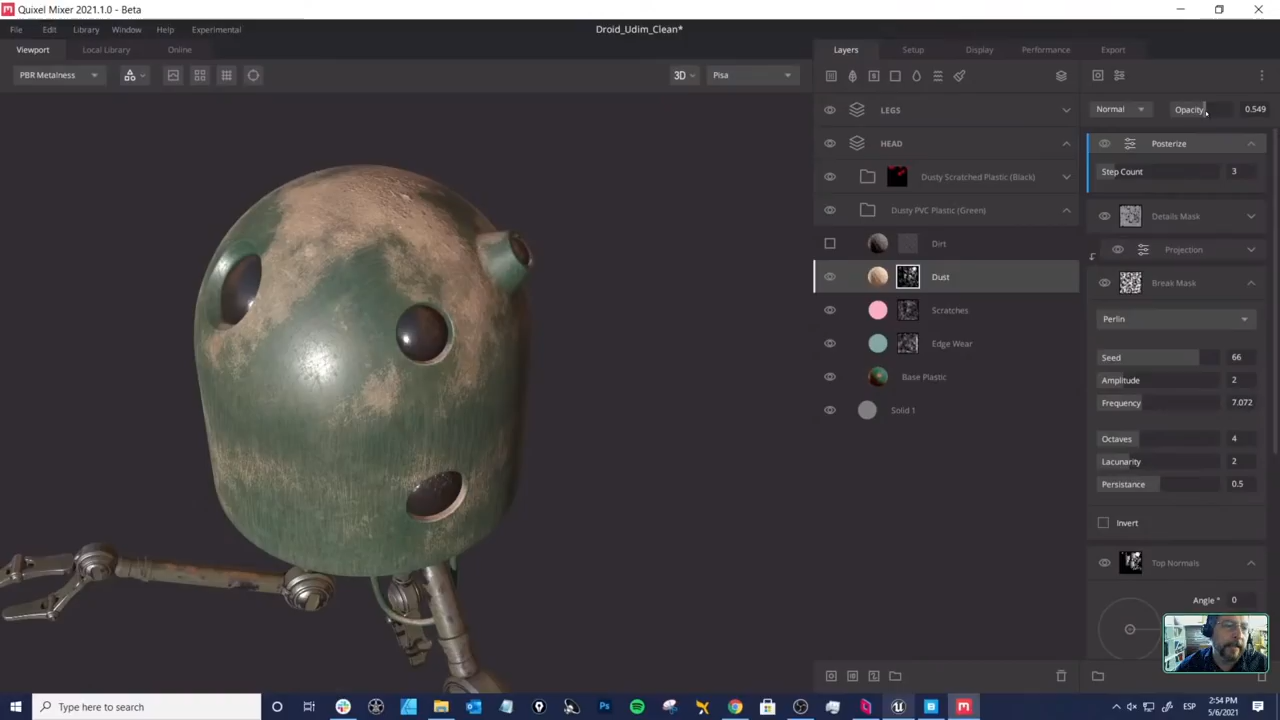 Quixel Mixer 2021.1.0 - Beta
File Edit Library Window Help Experimental
Droid_Udim_Clean*
Viewport Local Library Online
Layers Setup Display Performance Export
PBR Metalness
3D Pisa
LEGS
HEAD
Dusty Scratched Plastic (Black)
Dusty PVC Plastic (Green)
Dirt
Dust
Scratches
Edge Wear
Base Plastic
Solid 1
Normal Opacity 0.549
Posterize
Step Count 3
Details Mask
Projection
Break Mask
Perlin
Seed 66
Amplitude 2
Frequency 7.072
Octaves 4
Lacunarity 2
Persistance 0.5
Invert
Top Normals
Angle ° 0
Type here to search
ESP
2:54 PM
5/6/2021